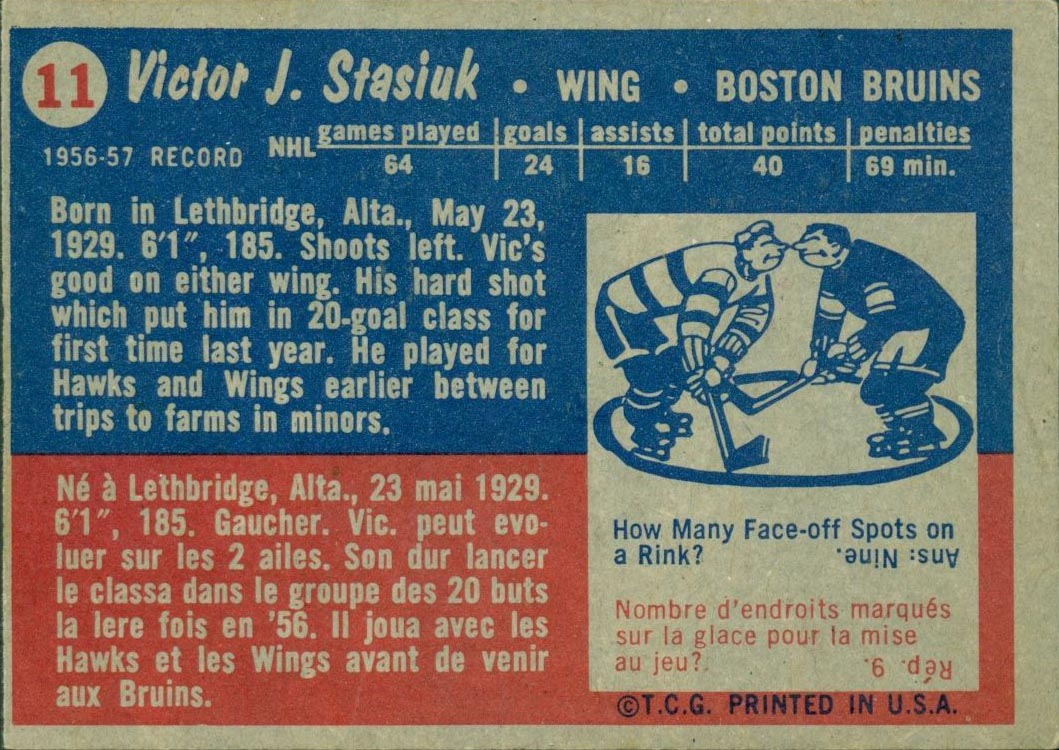 11 Victor J. Stasiuk • WING • BOSTON BRUINS
1956-57 RECORD NHL games played goals assists total points penalties
64 24 16 40 69 min.
Born in Lethbridge, Alta., May 23,
1929. 6'1", 185. Shoots left. Vic's
good on either wing. His hard shot
which put him in 20-goal class for
first time last year. He played for
Hawks and Wings earlier between
trips to farms in minors.
Né à Lethbridge, Alta., 23 mai 1929.
6'1", 185. Gaucher. Vic. peut evo-
luer sur les 2 ailes. Son dur lancer
le classa dans le groupe des 20 buts
la lere fois en '56. Il joua avec les
Hawks et les Wings avant de venir
aux Bruins.
How Many Face-off Spots on
a Rink?
Ans: Nine.
Nombre d'endroits marqués
sur la glace pour la mise
au jeu?
Rép. 9.
©T.C.G. PRINTED IN U.S.A.